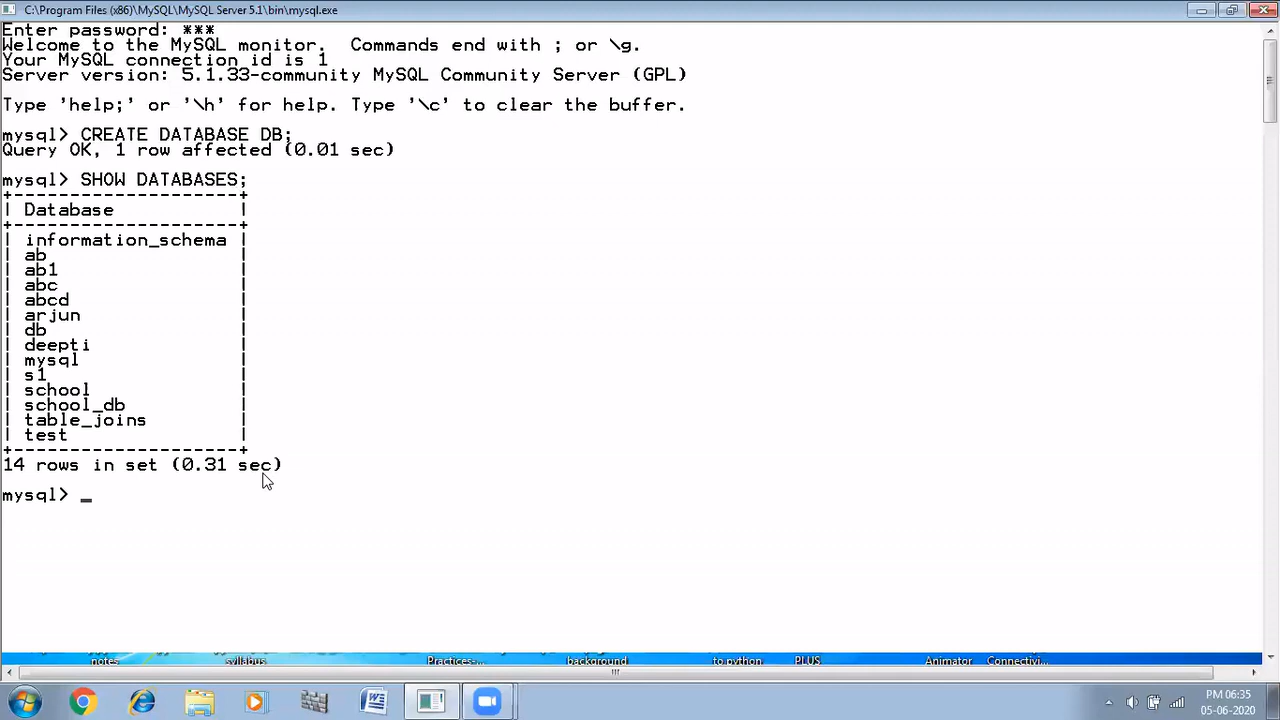 C:\Program Files (x86)\MySQL\MySQL Server 5.1\bin\mysql.exe
Enter password: ***
Welcome to the MySQL monitor.  Commands end with ; or \g.
Your MySQL connection id is 1
Server version: 5.1.33-community MySQL Community Server (GPL)
Type 'help;' or '\h' for help. Type '\c' to clear the buffer.
mysql> CREATE DATABASE DB;
Query OK, 1 row affected (0.01 sec)
mysql> SHOW DATABASES;
+--------------------+
| Database           |
+--------------------+
| information_schema |
| ab                 |
| ab1                |
| abc                |
| abcd               |
| arjun              |
| db                 |
| deepti             |
| mysql              |
| s1                 |
| school             |
| school_db          |
| table_joins        |
| test               |
+--------------------+
14 rows in set (0.31 sec)
mysql> _
notes syllabus Practices-... background to python PLUS Animator Connectivi...
PM 06:35
05-06-2020